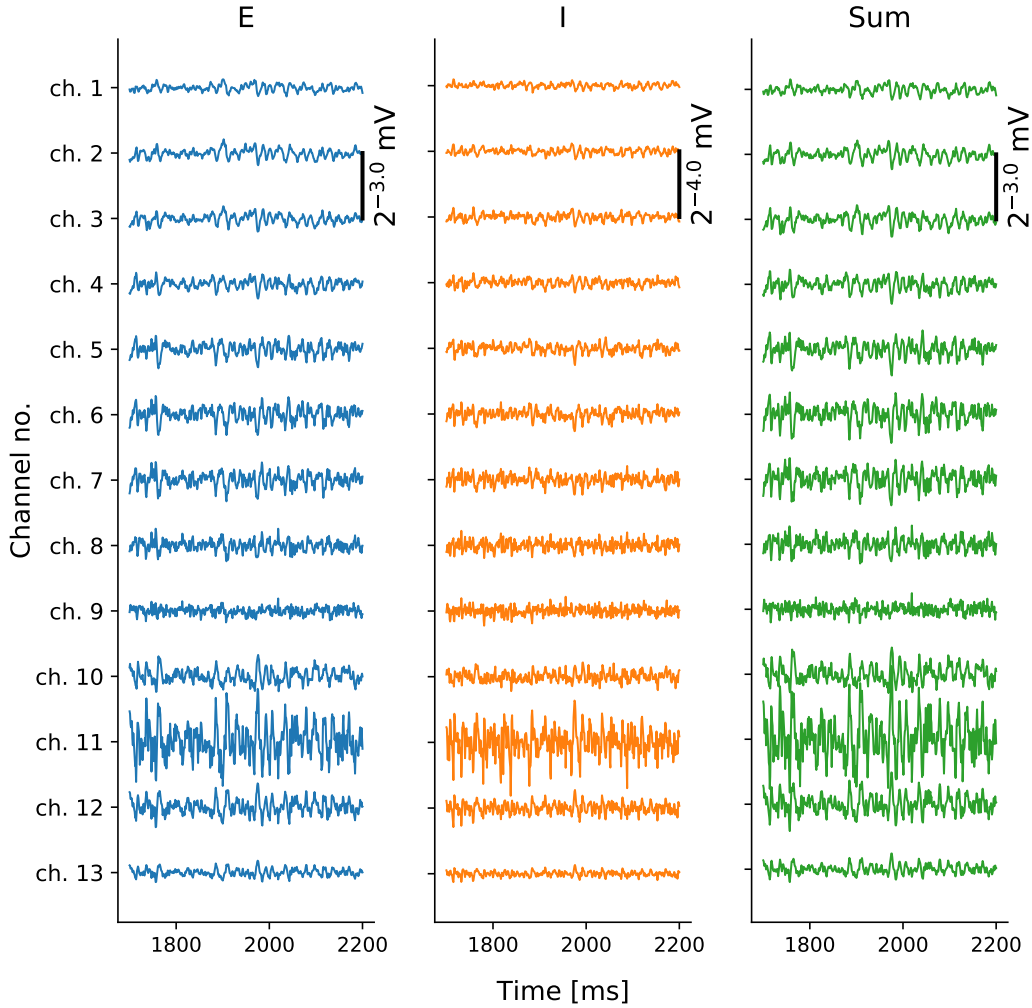 E I Sum
ch. 1
ch. 2
ch. 3
ch. 4
ch. 5
ch. 6
ch. 7
ch. 8
ch. 9
ch. 10
ch. 11
ch. 12
ch. 13
Channel no.
2^−3.0 mV
2^−4.0 mV
2^−3.0 mV
1800 2000 2200 1800 2000 2200 1800 2000 2200
Time [ms]